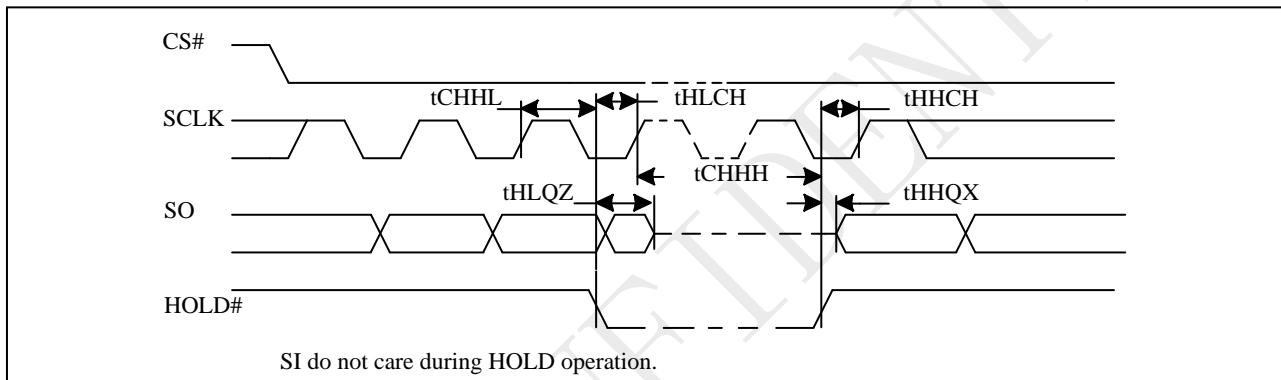 CS#
tCHHL tHLCH tHHCH
SCLK
tCHHH
tHLQZ tHHQX
SO
HOLD#
SI do not care during HOLD operation.